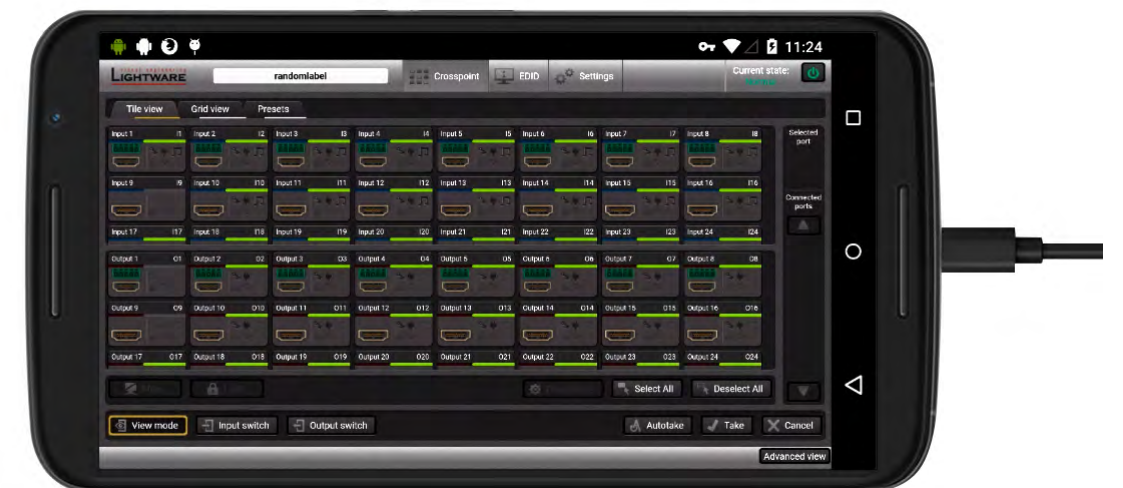 11:24
LIGHTWARE
randomlabel
Crosspoint
EDID
Settings
Current state:
Tile view Grid view Presets
Input 1 I1 Input 2 I2 Input 3 I3 Input 4 I4 Input 5 I5 Input 6 I6 Input 7 I7 Input 8 I8
Selected port
Input 9 I9 Input 10 I10 Input 11 I11 Input 12 I12 Input 13 I13 Input 14 I14 Input 15 I15 Input 16 I16
Connected ports
Input 17 I17 Input 18 I18 Input 19 I19 Input 20 I20 Input 21 I21 Input 22 I22 Input 23 I23 Input 24 I24
Output 1 O1 Output 2 O2 Output 3 O3 Output 4 O4 Output 5 O5 Output 6 O6 Output 7 O7 Output 8 O8
Output 9 O9 Output 10 O10 Output 11 O11 Output 12 O12 Output 13 O13 Output 14 O14 Output 15 O15 Output 16 O16
Output 17 O17 Output 18 O18 Output 19 O19 Output 20 O20 Output 21 O21 Output 22 O22 Output 23 O23 Output 24 O24
Select All Deselect All
View mode Input switch Output switch Autotake Take Cancel
Advanced view